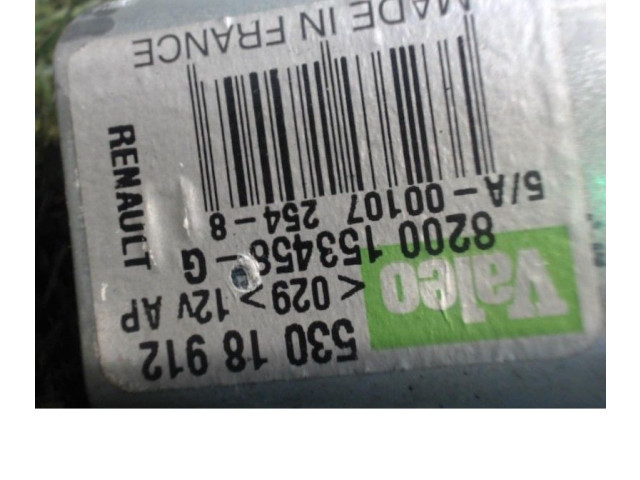 Valeo
530 18 912
< 029 > 12v AP
8200 153458 - G
5/A - 00107 254 - 8
MADE IN FRANCE
RENAULT